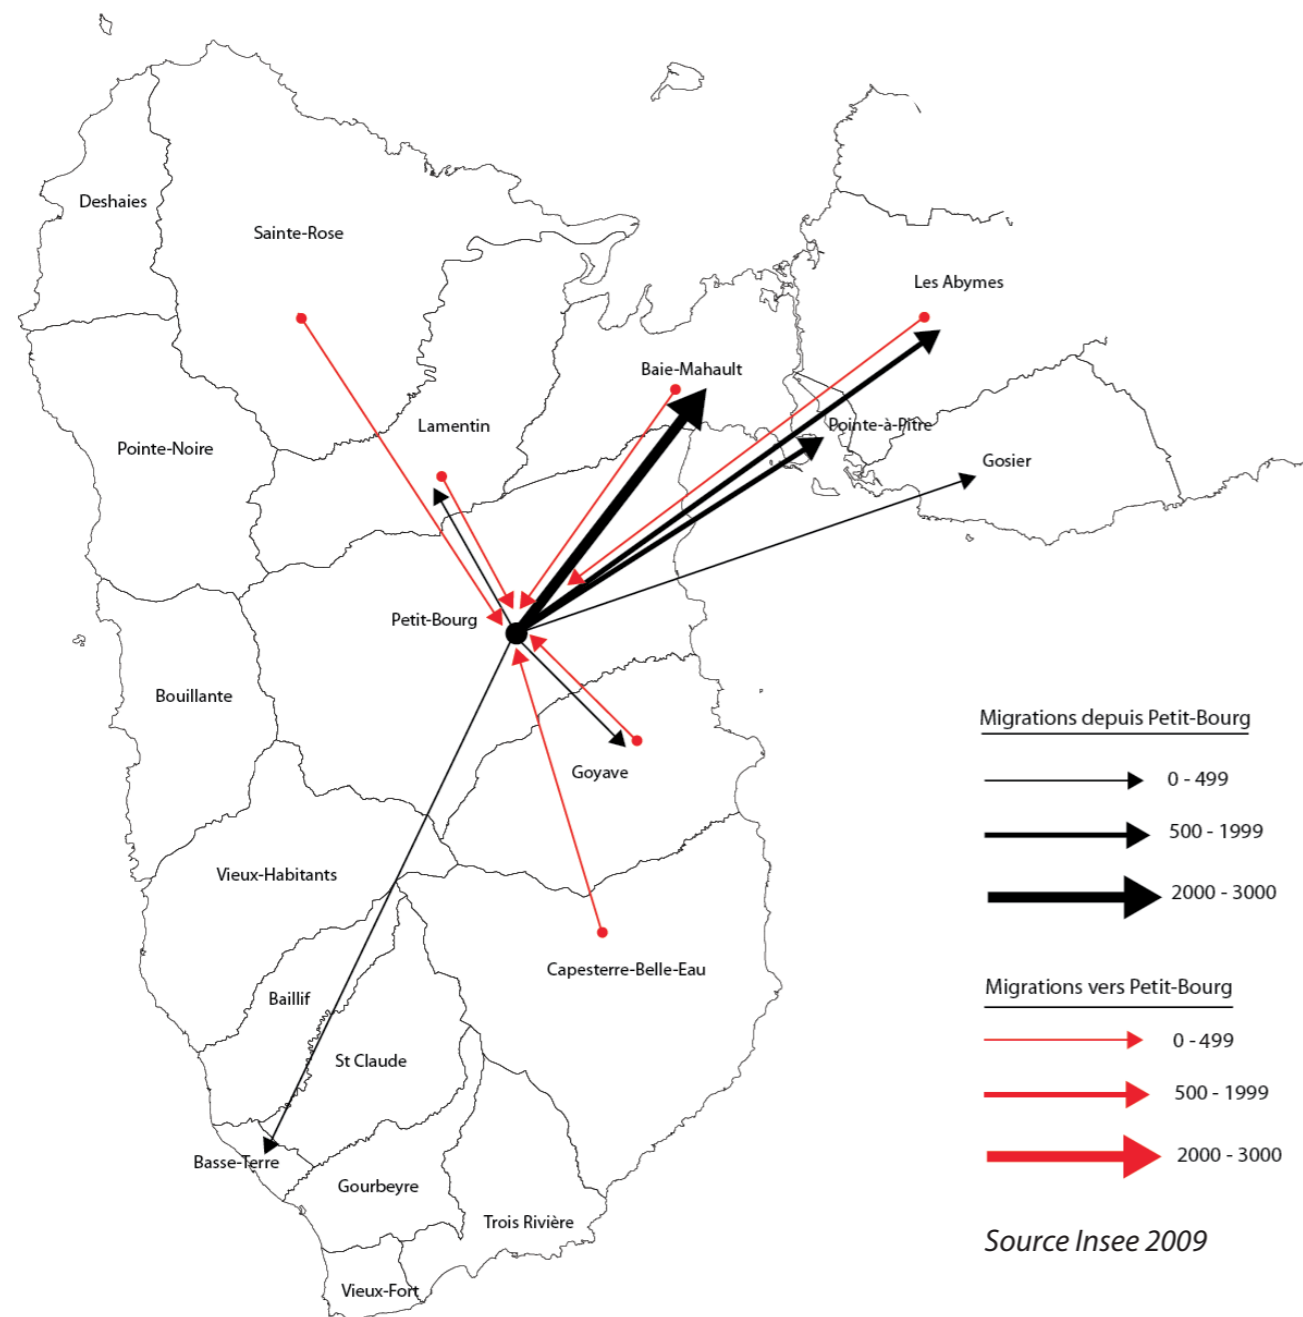 Deshaies
Sainte-Rose
Les Abymes
Baie-Mahault
Lamentin
Pointe-à-Pitre
Pointe-Noire
Gosier
Petit-Bourg
Bouillante
Goyave
Vieux-Habitants
Capesterre-Belle-Eau
Baillif
St Claude
Basse-Terre
Gourbeyre
Trois Rivière
Vieux-Fort
Migrations depuis Petit-Bourg
0 - 499
500 - 1999
2000 - 3000
Migrations vers Petit-Bourg
0 - 499
500 - 1999
2000 - 3000
Source Insee 2009